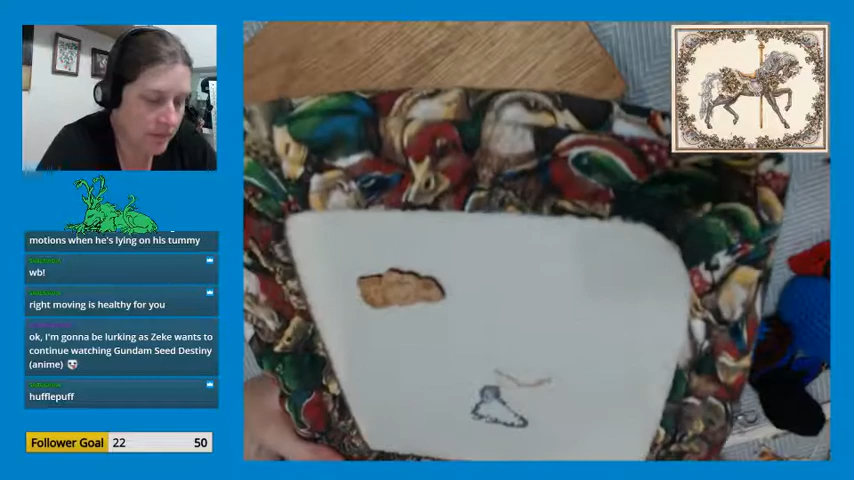 motions when he's lying on his tummy
wb!
right moving is healthy for you
ok, I'm gonna be lurking as Zeke wants to
continue watching Gundam Seed Destiny
(anime)
hufflepuff
Follower Goal 22 50